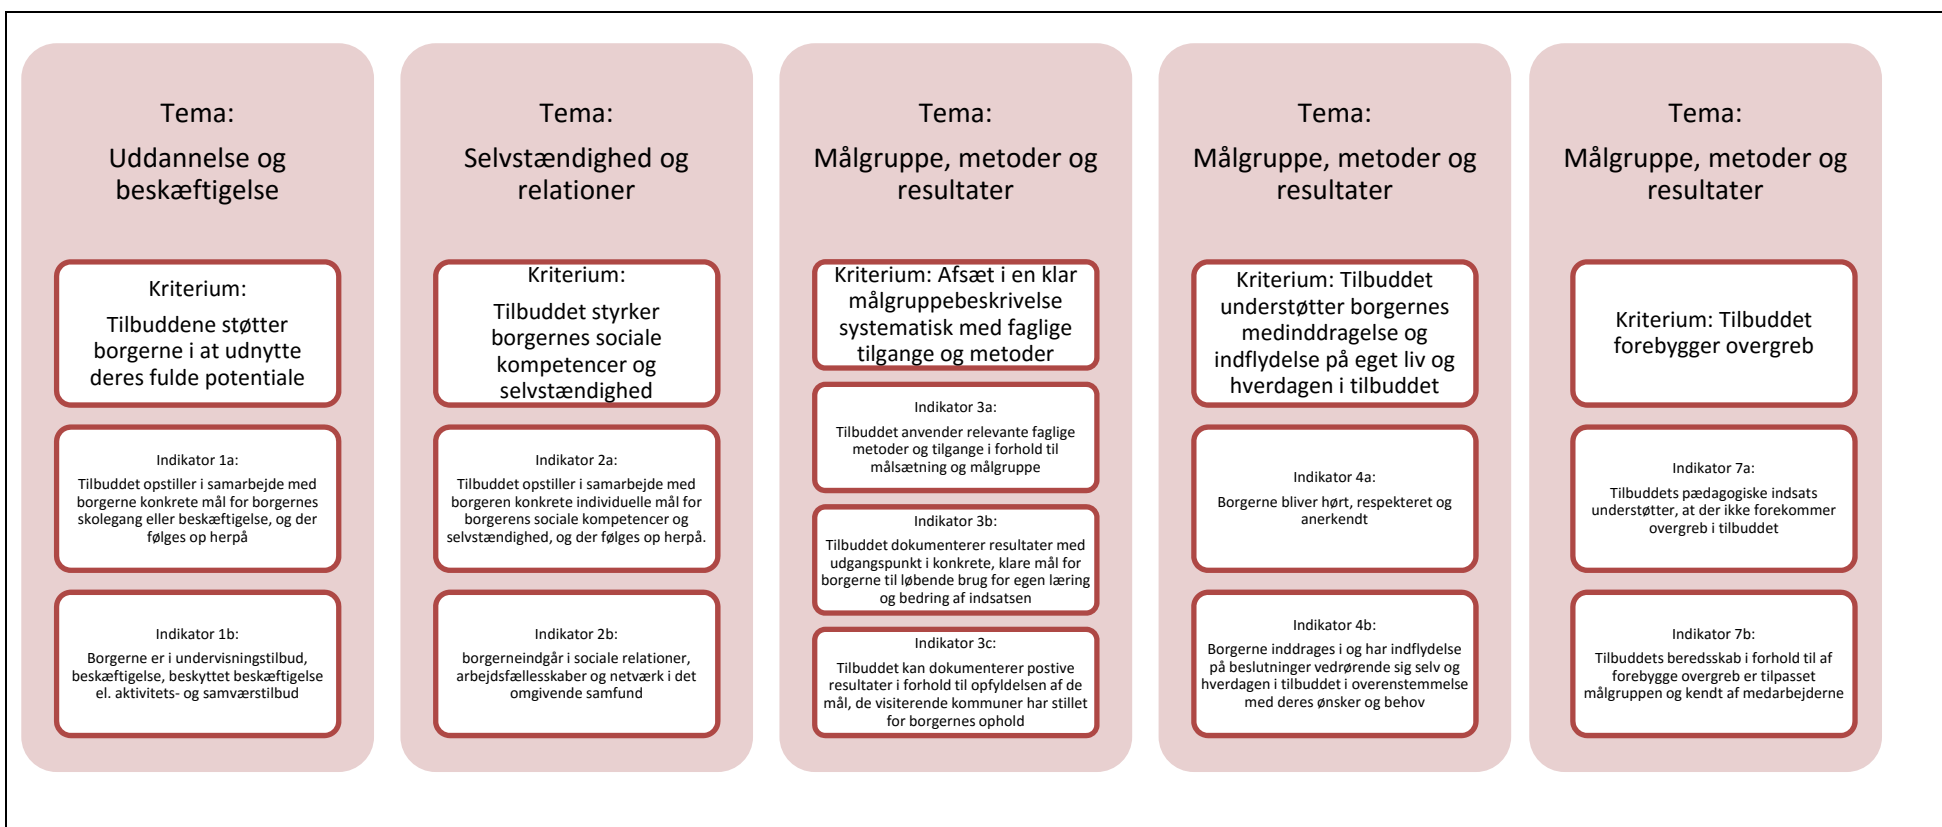 Tema:
Uddannelse og
beskæftigelse
Kriterium:
Tilbuddene støtter
borgerne i at udnytte
deres fulde potentiale
Indikator 1a:
Tilbuddet opstiller i samarbejde med
borgerne konkrete mål for borgernes
skolegang eller beskæftigelse, og der
følges op herpå
Indikator 1b:
Borgerne er i undervisningstilbud,
beskæftigelse, beskyttet beskæftigelse
el. aktivitets- og samværstilbud
Tema:
Selvstændighed og
relationer
Kriterium:
Tilbuddet styrker
borgernes sociale
kompetencer og
selvstændighed
Indikator 2a:
Tilbuddet opstiller i samarbejde med
borgeren konkrete individuelle mål for
borgerens sociale kompetencer og
selvstændighed, og der følges op herpå.
Indikator 2b:
borgerneindgår i sociale relationer,
arbejdsfællesskaber og netværk i det
omgivende samfund
Tema:
Målgruppe, metoder og
resultater
Kriterium: Afsæt i en klar
målgruppebeskrivelse
systematisk med faglige
tilgange og metoder
Indikator 3a:
Tilbuddet anvender relevante faglige
metoder og tilgange i forhold til
målsætning og målgruppe
Indikator 3b:
Tilbuddet dokumenterer resultater med
udgangspunkt i konkrete, klare mål for
borgerne til løbende brug for egen læring
og bedring af indsatsen
Indikator 3c:
Tilbuddet kan dokumenterer postive
resultater i forhold til opfyldelsen af de
mål, de visiterende kommuner har stillet
for borgernes ophold
Tema:
Målgruppe, metoder og
resultater
Kriterium: Tilbuddet
understøtter borgernes
medinddragelse og
indflydelse på eget liv og
hverdagen i tilbuddet
Indikator 4a:
Borgerne bliver hørt, respekteret og
anerkendt
Indikator 4b:
Borgerne inddrages i og har indflydelse
på beslutninger vedrørende sig selv og
hverdagen i tilbuddet i overenstemmelse
med deres ønsker og behov
Tema:
Målgruppe, metoder og
resultater
Kriterium: Tilbuddet
forebygger overgreb
Indikator 7a:
Tilbuddets pædagogiske indsats
understøtter, at der ikke forekommer
overgreb i tilbuddet
Indikator 7b:
Tilbuddets beredsskab i forhold til af
forebygge overgreb er tilpasset
målgruppen og kendt af medarbejderne